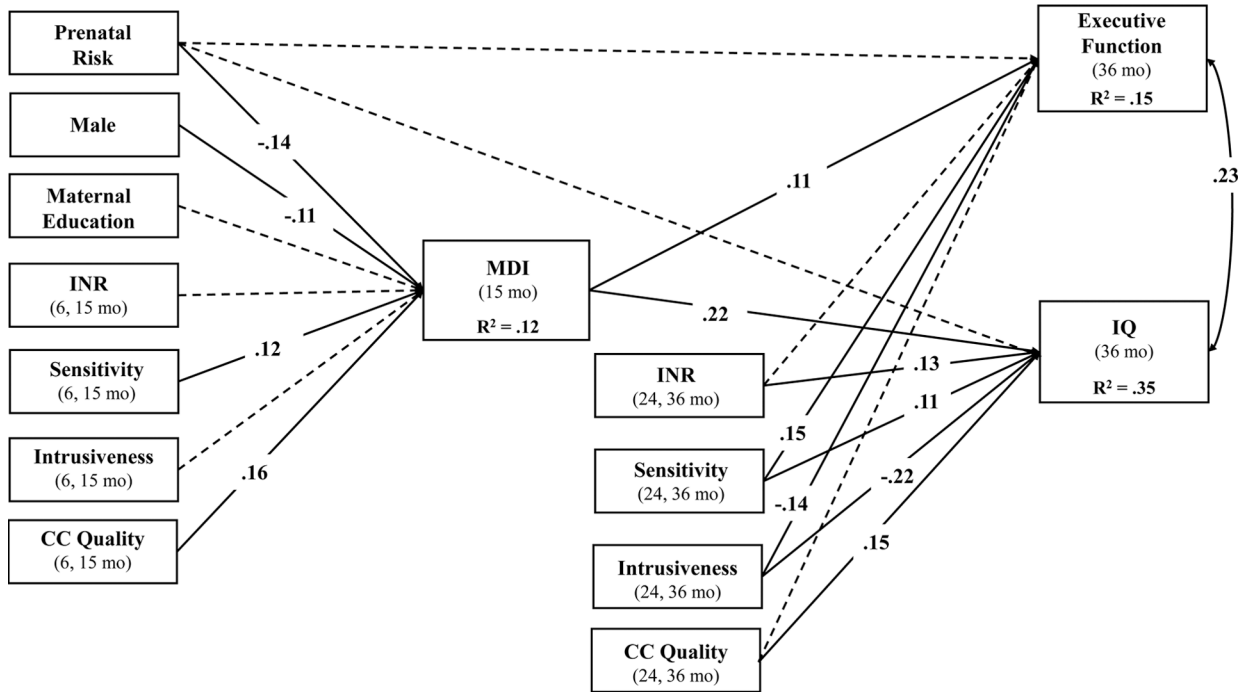 Prenatal
Risk
Male
Maternal
Education
INR
(6, 15 mo)
Sensitivity
(6, 15 mo)
Intrusiveness
(6, 15 mo)
CC Quality
(6, 15 mo)
-.14
-.11
.12
.16
MDI
(15 mo)
R² = .12
INR
(24, 36 mo)
Sensitivity
(24, 36 mo)
Intrusiveness
(24, 36 mo)
CC Quality
(24, 36 mo)
.11
.22
.13
.11
.15
-.22
-.14
.15
Executive
Function
(36 mo)
R² = .15
.23
IQ
(36 mo)
R² = .35